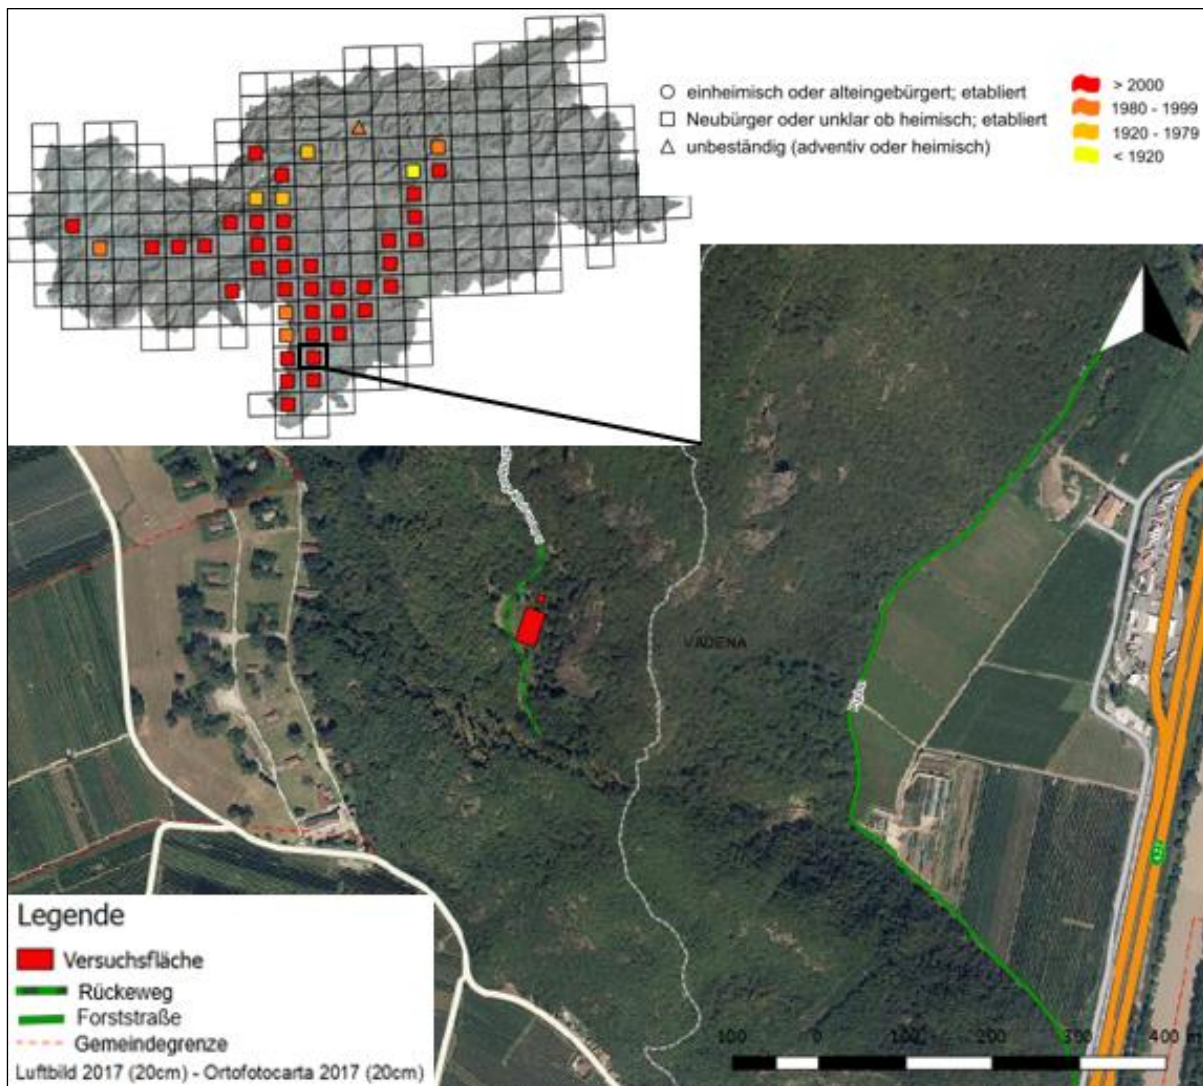 einheimisch oder alteingebürgert; etabliert
Neubürger oder unklar ob heimisch; etabliert
unbeständig (adventiv oder heimisch)
> 2000
1980 - 1999
1920 - 1979
< 1920
VADENA
Legende
Versuchsfläche
Rückeweg
Forststraße
Gemeindegrenze
Luftbild 2017 (20cm) - Ortofotocarta 2017 (20cm)
100 0 100 200 300 400 m